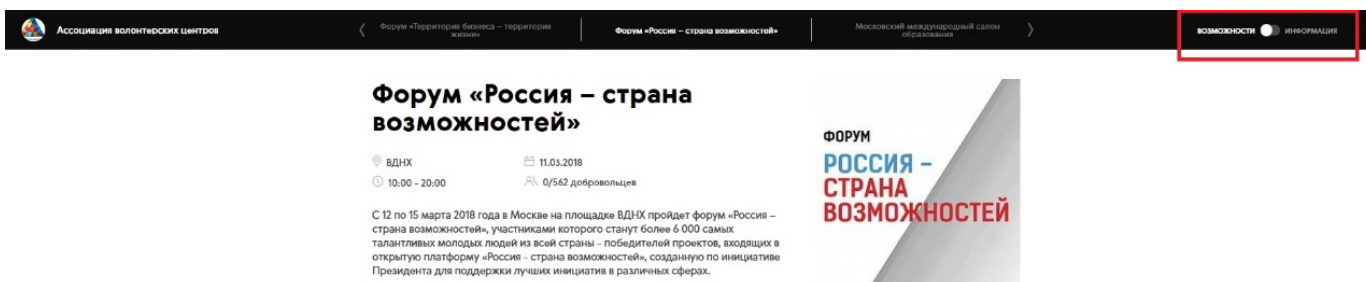 Ассоциация волонтерских центров
Форум «Территория бизнеса – территория
жизни»
Форум «Россия – страна возможностей»
Московский международный салон
образования
ВОЗМОЖНОСТИ ИНФОРМАЦИЯ
Форум «Россия – страна
возможностей»
ВДНХ 11.03.2018
10:00 - 20:00 0/562 добровольцев
С 12 по 15 марта 2018 года в Москве на площадке ВДНХ пройдет форум «Россия –
страна возможностей», участниками которого станут более 6 000 самых
талантливых молодых людей из всей страны - победителей проектов, входящих в
открытую платформу «Россия - страна возможностей», созданную по инициативе
Президента для поддержки лучших инициатив в различных сферах.
ФОРУМ
РОССИЯ –
СТРАНА
ВОЗМОЖНОСТЕЙ